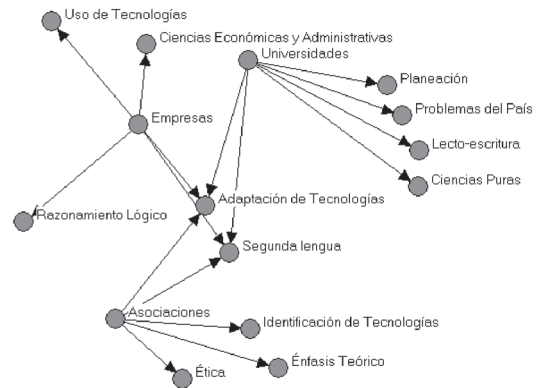 Uso de Tecnologías
Ciencias Económicas y Administrativas
Universidades
Planeación
Problemas del País
Empresas
Lecto-escritura
Ciencias Puras
Adaptación de Tecnologías
Razonamiento Lógico
Segunda lengua
Asociaciones
Identificación de Tecnologías
Énfasis Teórico
Ética